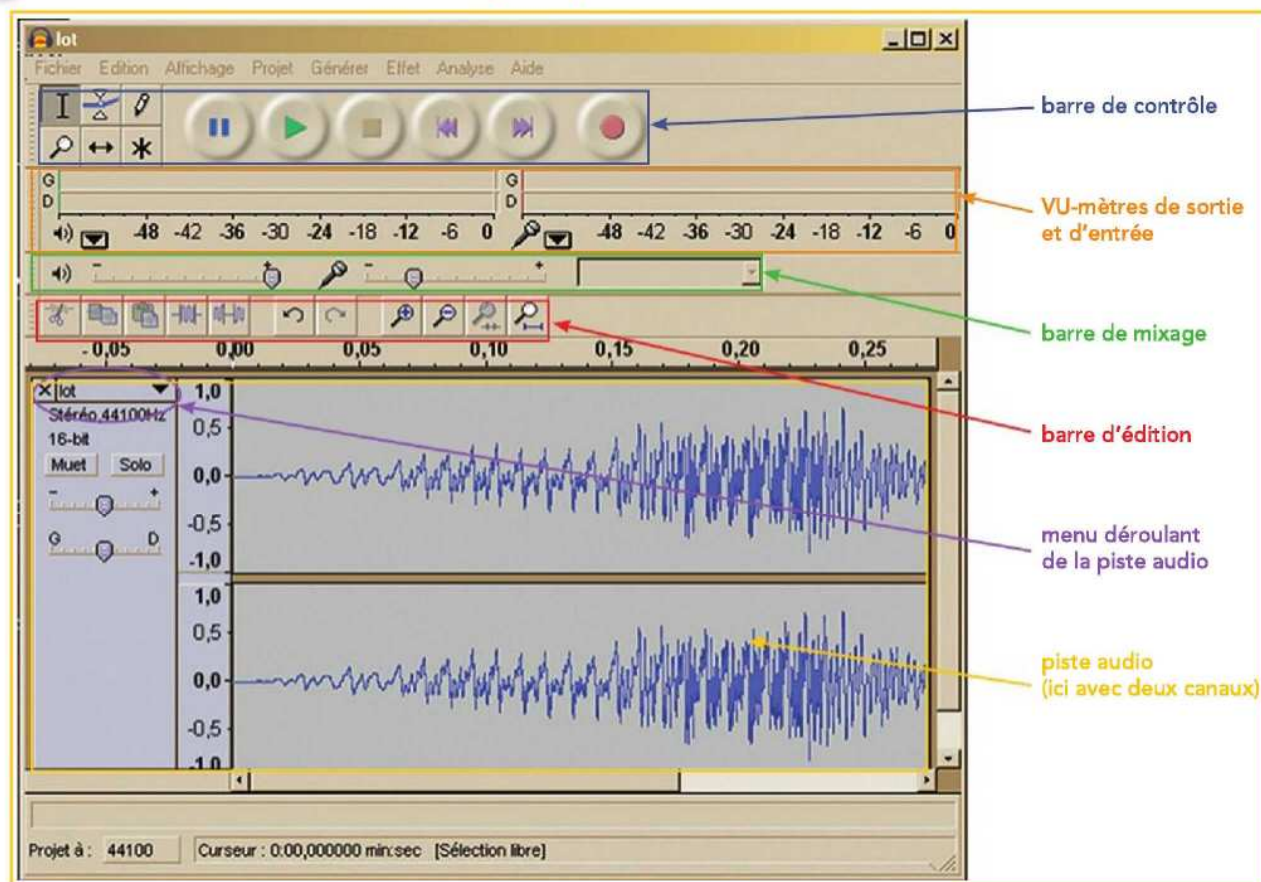 lot
Fichier Edition Affichage Projet Générer Effet Analyse Aide
barre de contrôle
G
D
G
D
-48 -42 -36 -30 -24 -18 -12 -6 0
-48 -42 -36 -30 -24 -18 -12 -6 0
VU-mètres de sortie
et d'entrée
- +
- +
barre de mixage
- 0,05 0,00 0,05 0,10 0,15 0,20 0,25
barre d'édition
lot
Stéréo,44100Hz
16-bit
Muet Solo
- +
G D
1,0
0,5
0,0
-0,5
-1,0
menu déroulant
de la piste audio
1,0
0,5
0,0
-0,5
-1,0
piste audio
(ici avec deux canaux)
Projet à : 44100 Curseur : 0:00,000000 min:sec [Sélection libre]